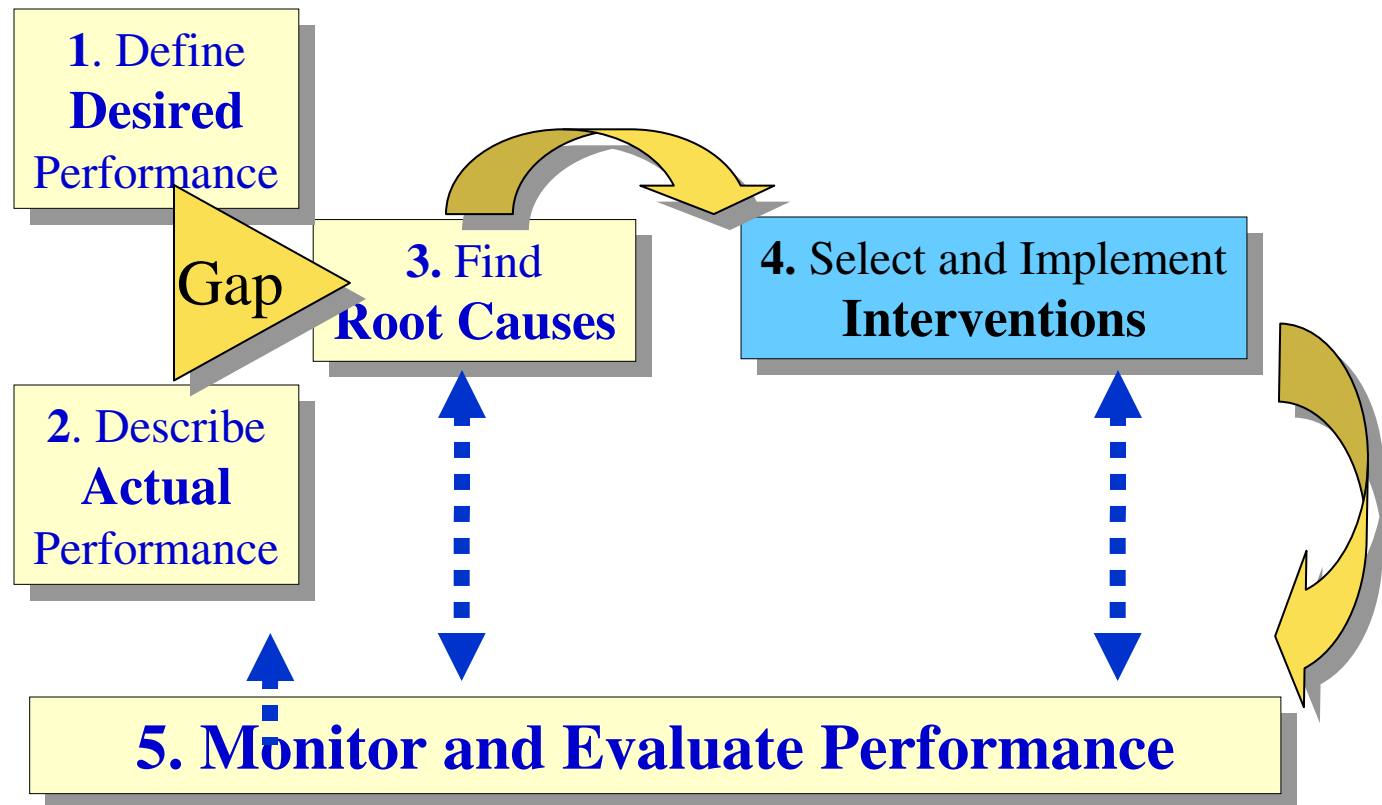 1. Define
Desired
Performance
Gap
3. Find
Root Causes
4. Select and Implement
Interventions
2. Describe
Actual
Performance
5. Monitor and Evaluate Performance